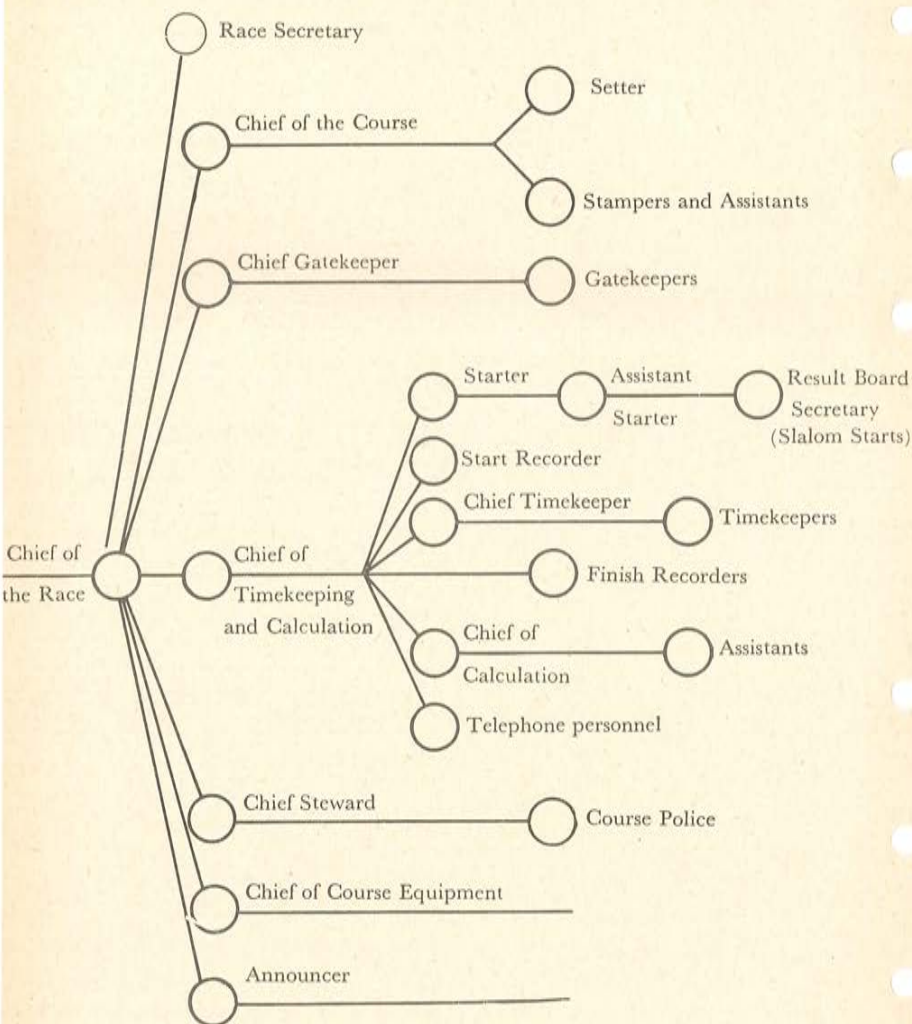 Race Secretary
Setter
Chief of the Course
Stampers and Assistants
Chief Gatekeeper
Gatekeepers
Starter
Assistant
Starter
Result Board
Secretary
(Slalom Starts)
Start Recorder
Chief Timekeeper
Timekeepers
Chief of
the Race
Chief of
Timekeeping
and Calculation
Finish Recorders
Chief of
Calculation
Assistants
Telephone personnel
Chief Steward
Course Police
Chief of Course Equipment
Announcer